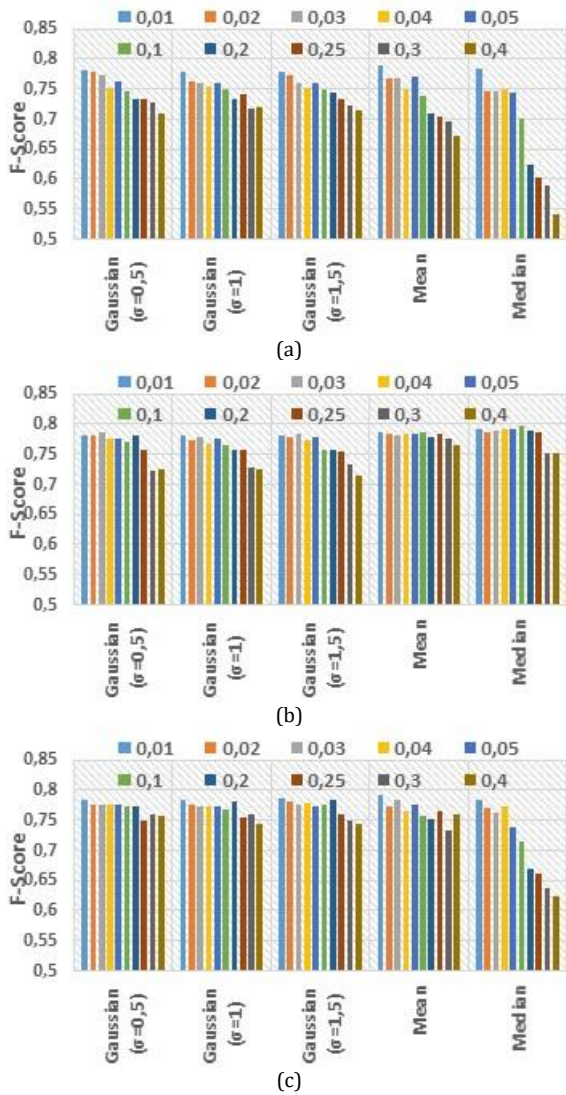 0,01 0,02 0,03 0,04 0,05
0,1 0,2 0,25 0,3 0,4
F-Score
0,85
0,8
0,75
0,7
0,65
0,6
0,55
0,5
Gaussian
(σ=0,5)
Gaussian
(σ=1)
Gaussian
(σ=1,5)
Mean
Median
(a)
0,01 0,02 0,03 0,04 0,05
0,1 0,2 0,25 0,3 0,4
F-Score
0,85
0,8
0,75
0,7
0,65
0,6
0,55
0,5
Gaussian
(σ=0,5)
Gaussian
(σ=1)
Gaussian
(σ=1,5)
Mean
Median
(b)
0,01 0,02 0,03 0,04 0,05
0,1 0,2 0,25 0,3 0,4
F-Score
0,85
0,8
0,75
0,7
0,65
0,6
0,55
0,5
Gaussian
(σ=0,5)
Gaussian
(σ=1)
Gaussian
(σ=1,5)
Mean
Median
(c)